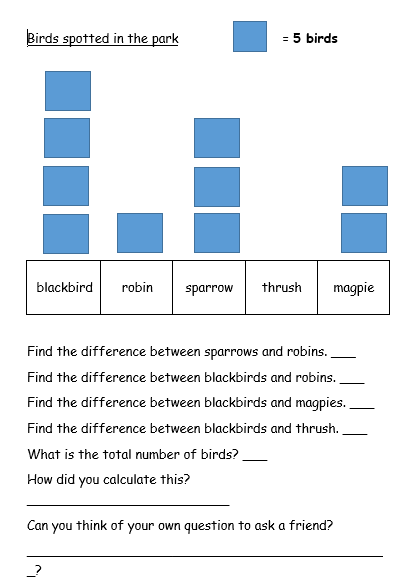 Birds spotted in the park = 5 birds
blackbird robin sparrow thrush magpie
Find the difference between sparrows and robins. ___
Find the difference between blackbirds and robins. ___
Find the difference between blackbirds and magpies. ___
Find the difference between blackbirds and thrush. ___
What is the total number of birds? ___
How did you calculate this?
_________________________
Can you think of your own question to ask a friend?
____________________________________________
_?